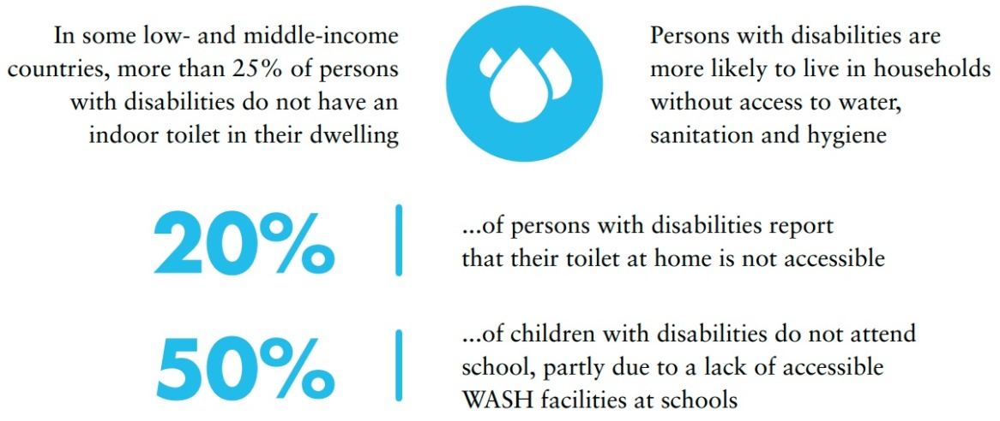 In some low- and middle-income
countries, more than 25% of persons
with disabilities do not have an
indoor toilet in their dwelling
Persons with disabilities are
more likely to live in households
without access to water,
sanitation and hygiene
20%
...of persons with disabilities report
that their toilet at home is not accessible
50%
...of children with disabilities do not attend
school, partly due to a lack of accessible
WASH facilities at schools